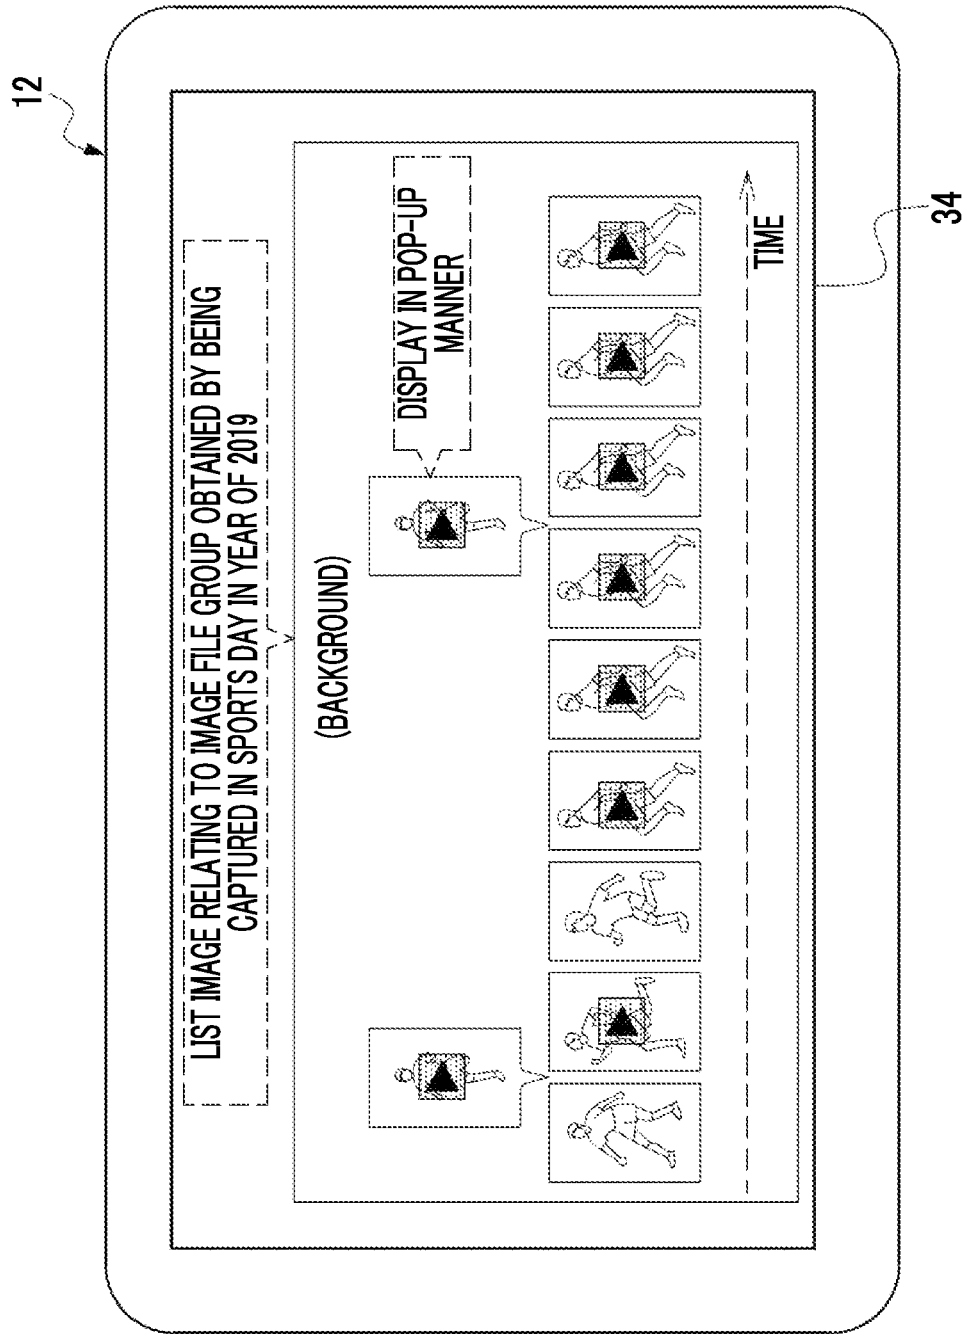 12
LIST IMAGE RELATING TO IMAGE FILE GROUP OBTAINED BY BEING
CAPTURED IN SPORTS DAY IN YEAR OF 2019
(BACKGROUND)
DISPLAY IN POP-UP
MANNER
TIME
34